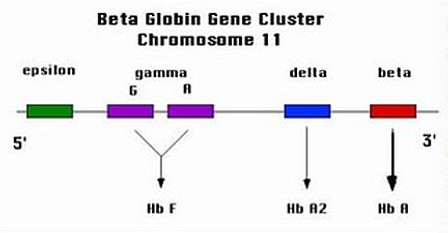 Beta Globin Gene Cluster
Chromosome 11
epsilon gamma delta beta
G A
5' 3'
Hb F Hb A2 Hb A